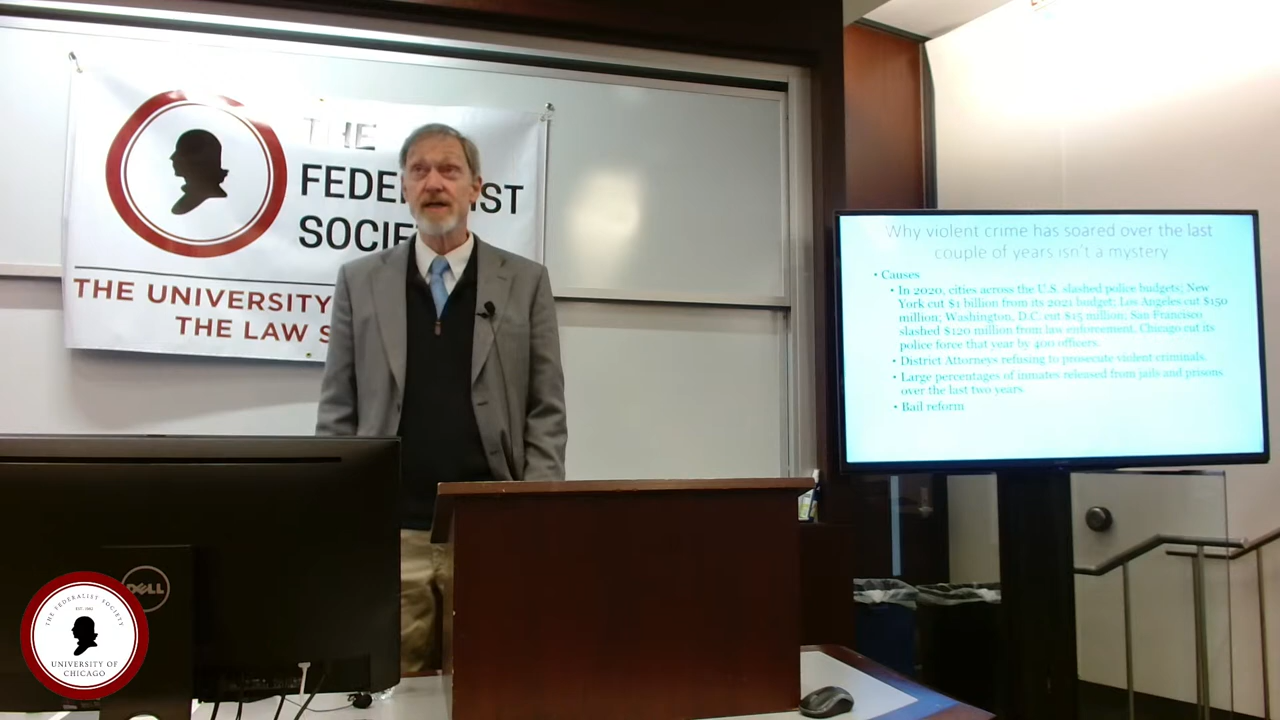 THE
FEDE IST
SOCIE
THE UNIVERSITY
THE LAW S
Why violent crime has soared over the last
couple of years isn't a mystery
• Causes
• In 2020, cities across the U.S. slashed police budgets; New
York cut $1 billion from its 2021 budget; Los Angeles cut $150
million; Washington, D.C. cut $15 million; San Francisco
slashed $120 million from law enforcement, Chicago cut its
police force that year by 400 officers.
• District Attorneys refusing to prosecute violent criminals.
• Large percentages of inmates released from jails and prisons
over the last two years.
• Bail reform
DELL
THE FEDERALIST SOCIETY
EST. 1982
UNIVERSITY OF
CHICAGO